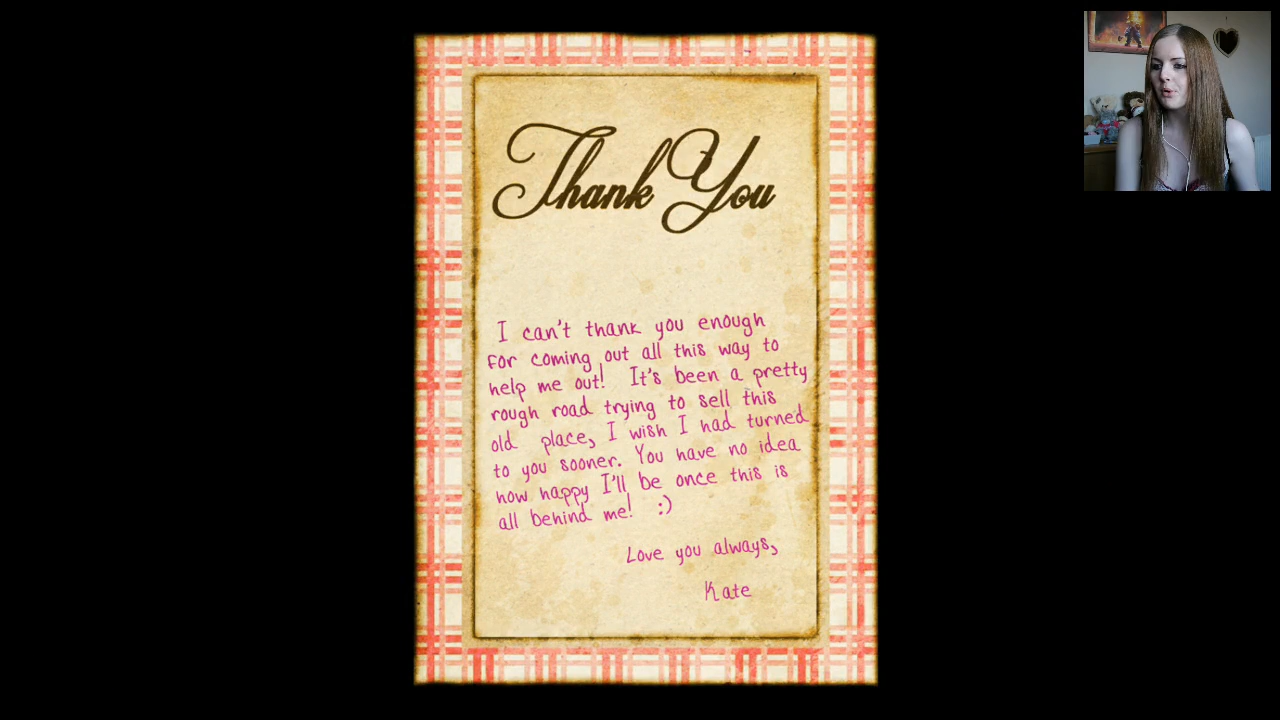 Thank You
I can't thank you enough
for coming out all this way to
help me out! It's been a pretty
rough road trying to sell this
old place, I wish I had turned
to you sooner. You have no idea
how happy I'll be once this is
all behind me! :)
Love you always,
Kate